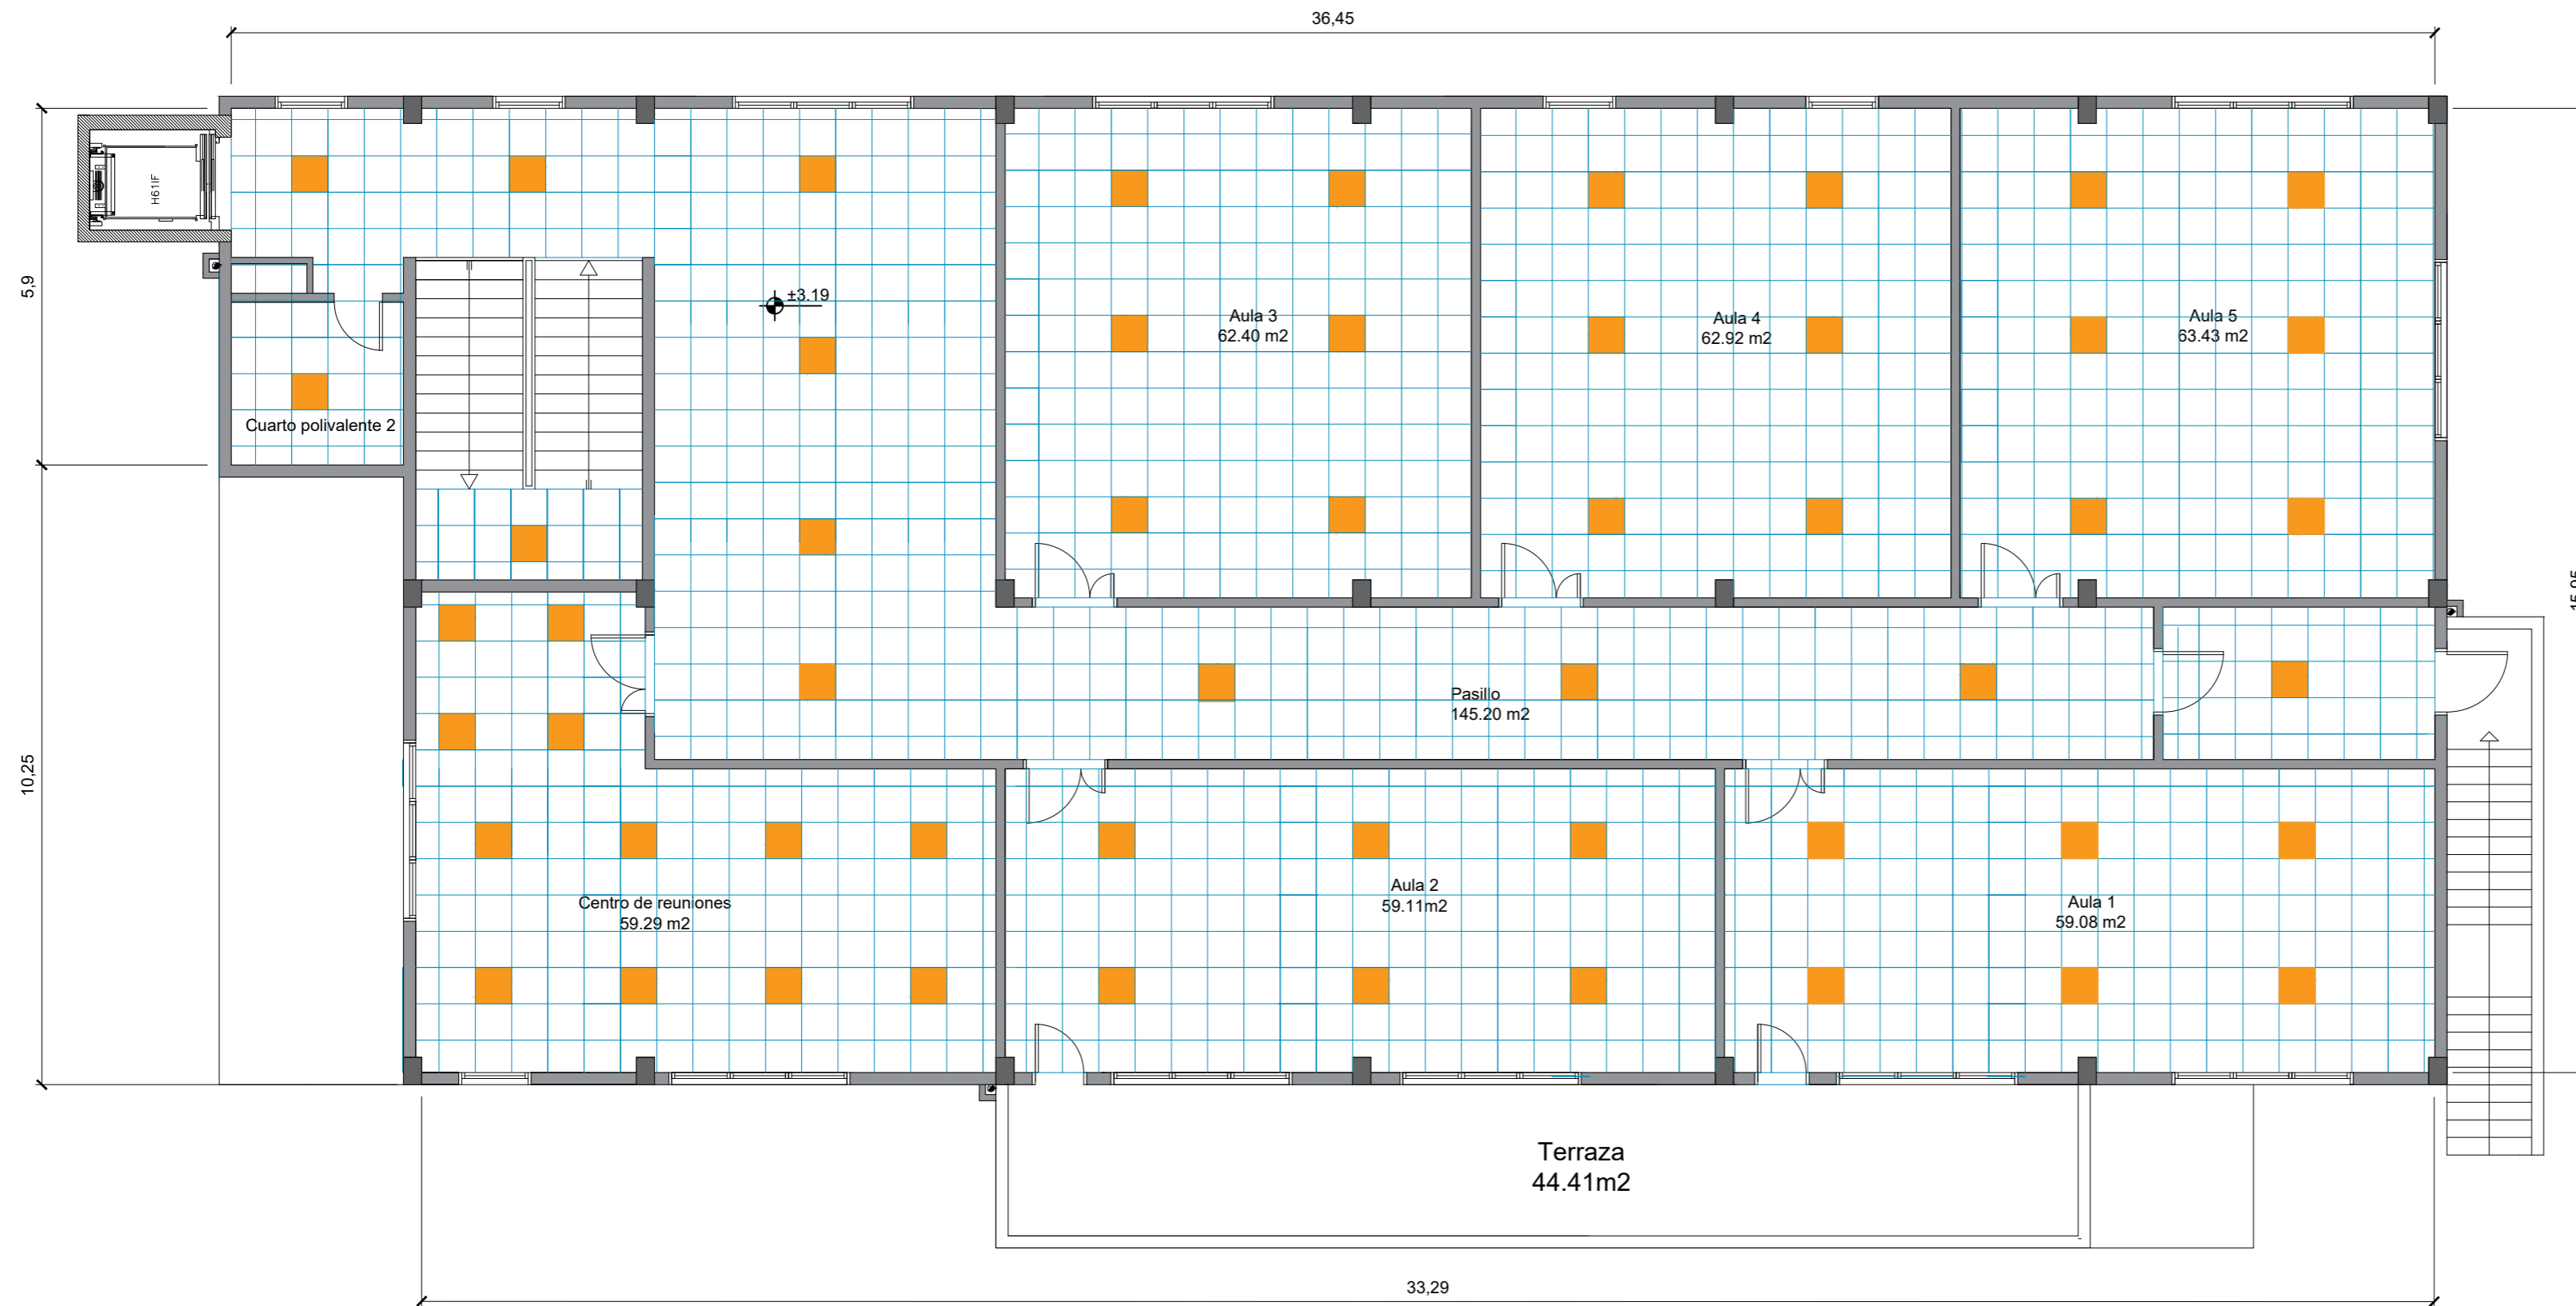 36,45
H61IF
5,9
±3.19
Aula 3
62.40 m2
Aula 4
62.92 m2
Aula 5
63.43 m2
Cuarto polivalente 2
15,95
Pasillo
145.20 m2
10,25
Centro de reuniones
59.29 m2
Aula 2
59.11m2
Aula 1
59.08 m2
Terraza
44.41m2
33,29